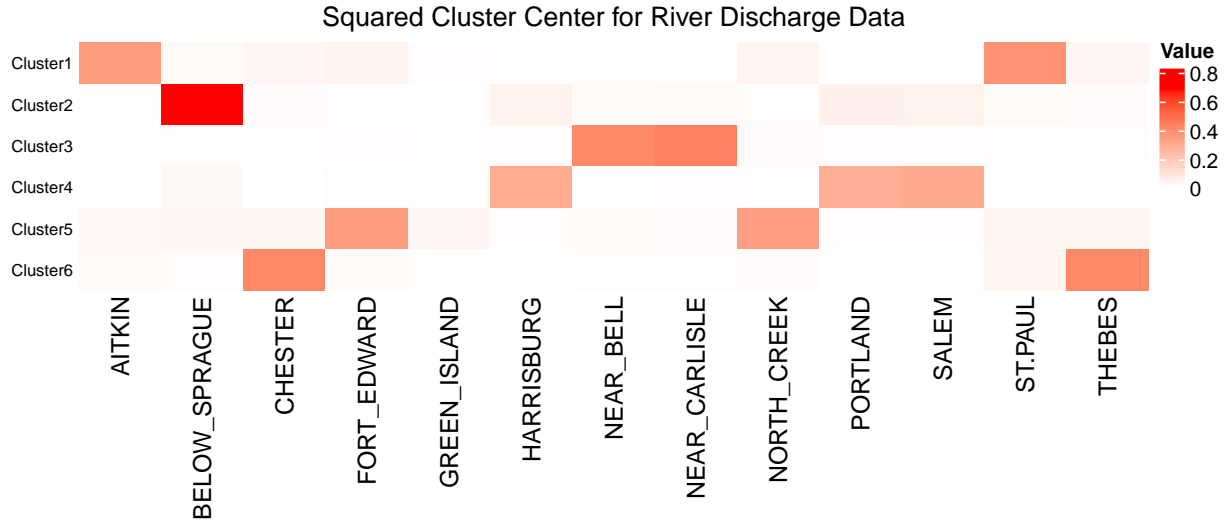 Squared Cluster Center for River Discharge Data
Value
0.8
0.6
0.4
0.2
0
Cluster1
Cluster2
Cluster3
Cluster4
Cluster5
Cluster6
AITKIN
BELOW_SPRAGUE
CHESTER
FORT_EDWARD
GREEN_ISLAND
HARRISBURG
NEAR_BELL
NEAR_CARLISLE
NORTH_CREEK
PORTLAND
SALEM
ST.PAUL
THEBES